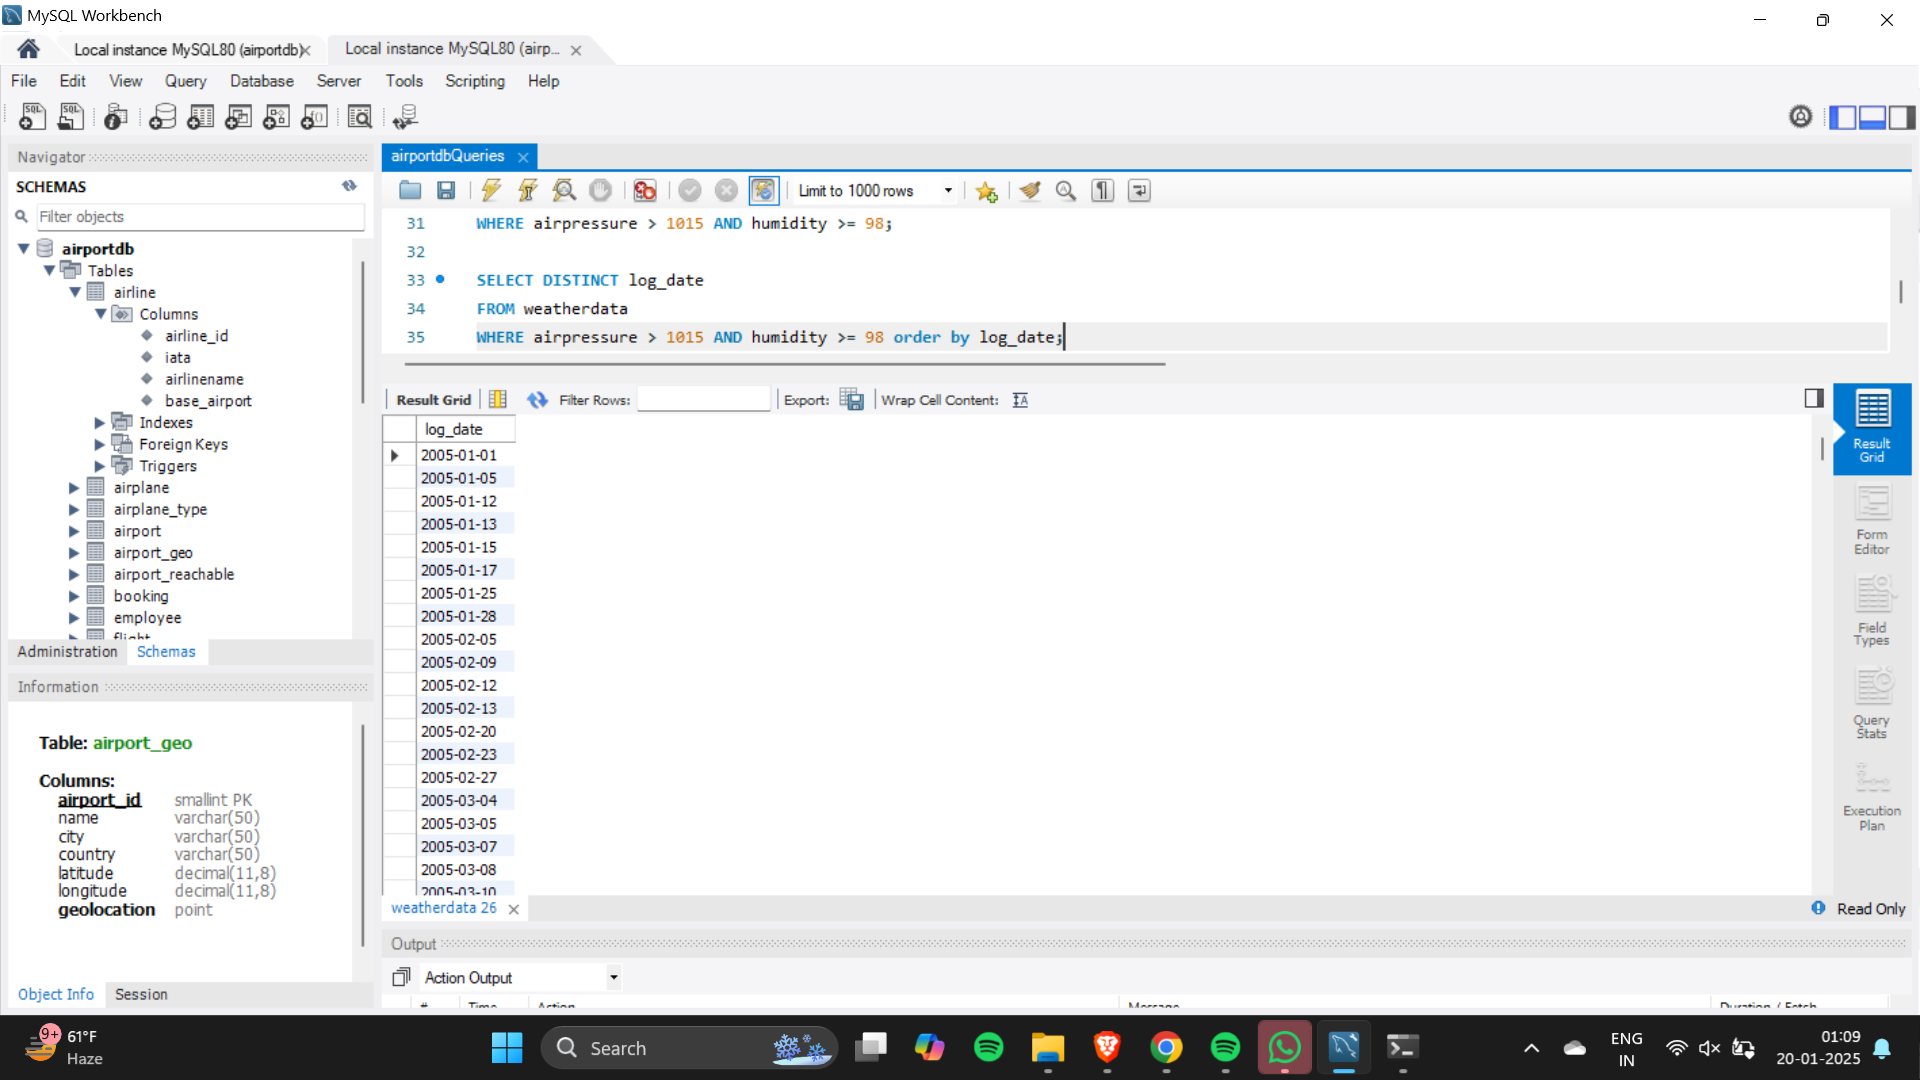 MySQL Workbench
Local instance MySQL80 (airportdb)
Local instance MySQL80 (airp...
File Edit View Query Database Server Tools Scripting Help
Navigator
SCHEMAS
Filter objects
airportdb
Tables
airline
Columns
airline_id
iata
airlinename
base_airport
Indexes
Foreign Keys
Triggers
airplane
airplane_type
airport
airport_geo
airport_reachable
booking
employee
flight
Administration Schemas
Information
Table: airport_geo
Columns:
airport_id smallint PK
name varchar(50)
city varchar(50)
country varchar(50)
latitude decimal(11,8)
longitude decimal(11,8)
geolocation point
Object Info Session
airportdbQueries
Limit to 1000 rows
31 WHERE airpressure > 1015 AND humidity >= 98;
32
33 SELECT DISTINCT log_date
34 FROM weatherdata
35 WHERE airpressure > 1015 AND humidity >= 98 order by log_date;
Result Grid Filter Rows: Export: Wrap Cell Content:
log_date
2005-01-01
2005-01-05
2005-01-12
2005-01-13
2005-01-15
2005-01-17
2005-01-25
2005-01-28
2005-02-05
2005-02-09
2005-02-12
2005-02-13
2005-02-20
2005-02-23
2005-02-27
2005-03-04
2005-03-05
2005-03-07
2005-03-08
2005-03-10
Result
Grid
Form
Editor
Field
Types
Query
Stats
Execution
Plan
weatherdata 26
Read Only
Output
Action Output
# Time Action Message Duration / Fetch
9+
61°F
Haze
Search
ENG
IN
01:09
20-01-2025